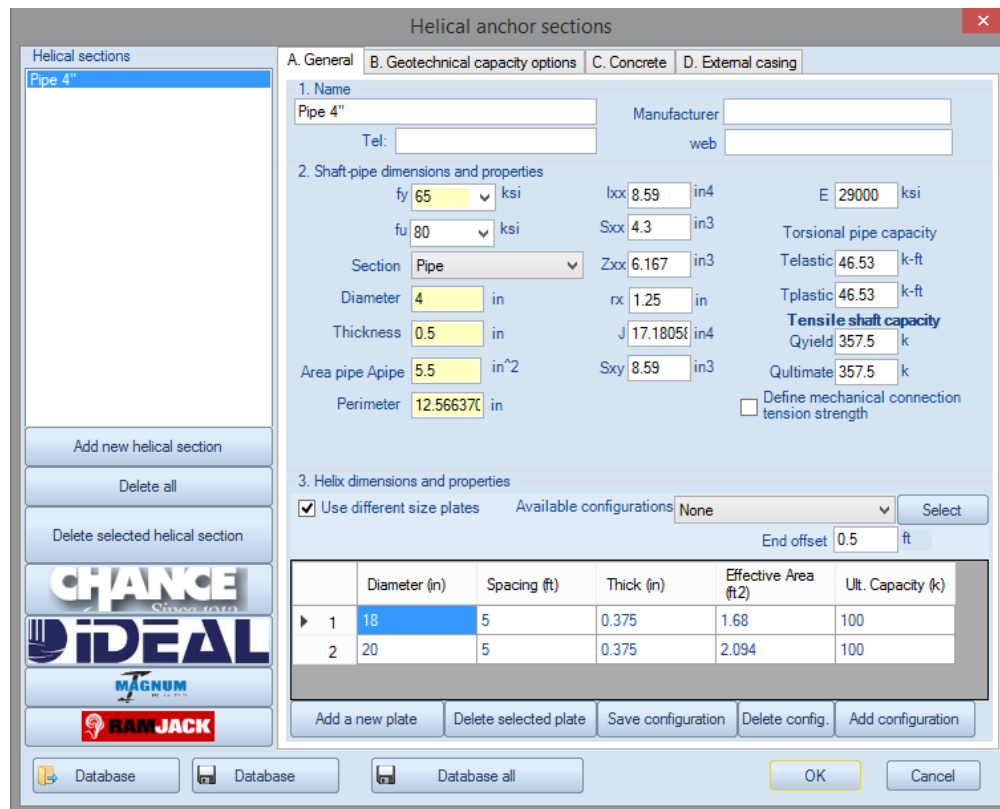 Helical anchor sections
Helical sections
Pipe 4"
Add new helical section
Delete all
Delete selected helical section
CHANCE
Since 1912
IDEAL
MAGNUM
RAMJACK
A. General B. Geotechnical capacity options C. Concrete D. External casing
1. Name
Pipe 4" Manufacturer
Tel: web
2. Shaft-pipe dimensions and properties
fy 65 ksi Ixx 8.59 in4 E 29000 ksi
fu 80 ksi Sxx 4.3 in3 Torsional pipe capacity
Section Pipe Zxx 6.167 in3 Telastic 46.53 k-ft
Diameter 4 in rx 1.25 in Tplastic 46.53 k-ft
Tensile shaft capacity
Thickness 0.5 in J 17.18058 in4 Qyield 357.5 k
Area pipe Apipe 5.5 in^2 Sxy 8.59 in3 Qultimate 357.5 k
Perimeter 12.566370 in Define mechanical connection
tension strength
3. Helix dimensions and properties
Use different size plates Available configurations None Select
End offset 0.5 ft
Diameter (in) Spacing (ft) Thick (in) Effective Area (ft2) Ult. Capacity (k)
1 18 5 0.375 1.68 100
2 20 5 0.375 2.094 100
Add a new plate Delete selected plate Save configuration Delete config. Add configuration
Database Database Database all OK Cancel